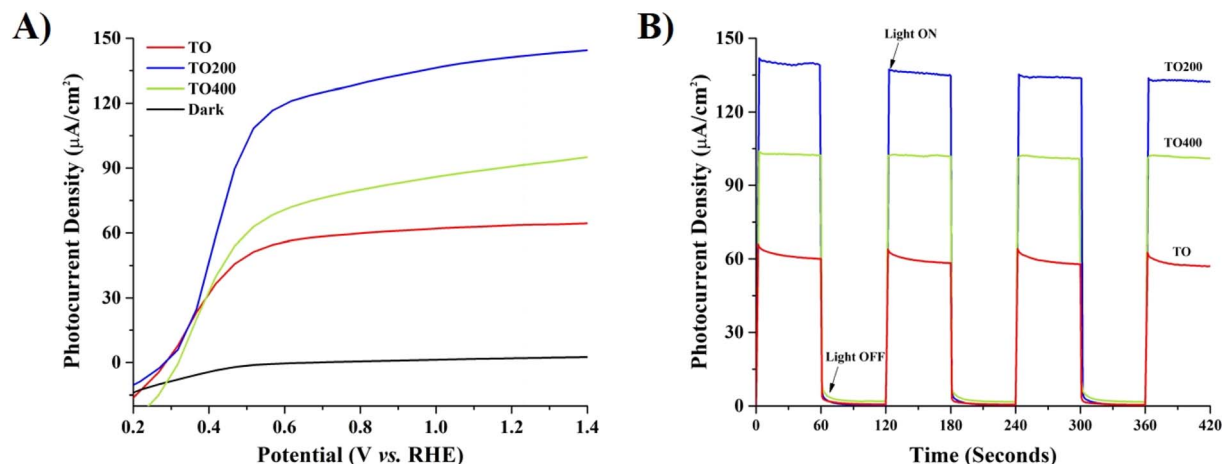 A)
TO
TO200
TO400
Dark
150
120
90
60
30
0
Photocurrent Density (μA/cm²)
0.2 0.4 0.6 0.8 1.0 1.2 1.4
Potential (V vs. RHE)
B)
Light ON
TO200
TO400
TO
Light OFF
150
120
90
60
30
0
Photocurrent Density (μA/cm²)
0 60 120 180 240 300 360 420
Time (Seconds)